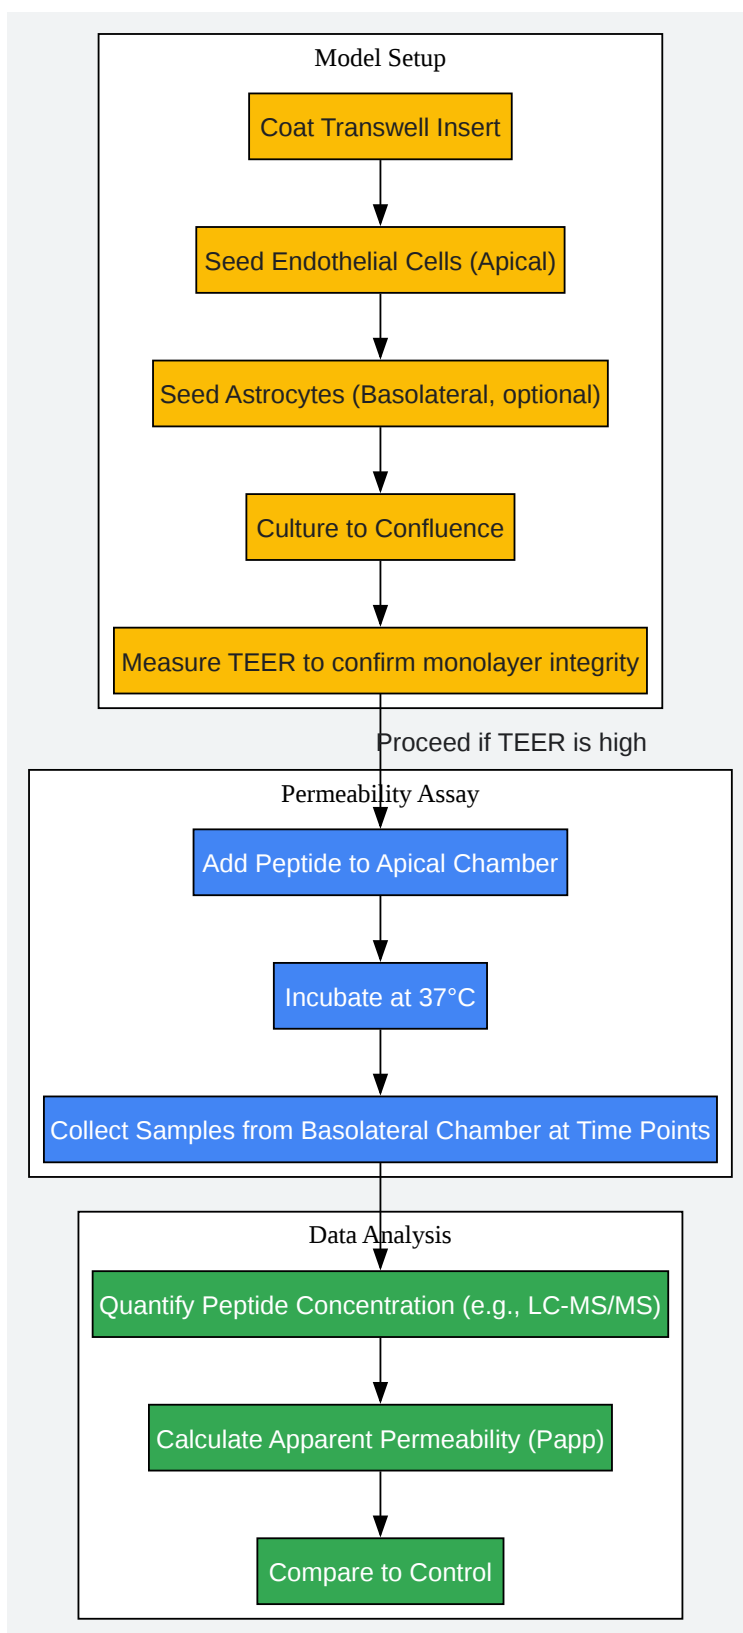 Model Setup
Coat Transwell Insert
Seed Endothelial Cells (Apical)
Seed Astrocytes (Basolateral, optional)
Culture to Confluence
Measure TEER to confirm monolayer integrity
Proceed if TEER is high
Permeability Assay
Add Peptide to Apical Chamber
Incubate at 37°C
Collect Samples from Basolateral Chamber at Time Points
Data Analysis
Quantify Peptide Concentration (e.g., LC-MS/MS)
Calculate Apparent Permeability (Papp)
Compare to Control